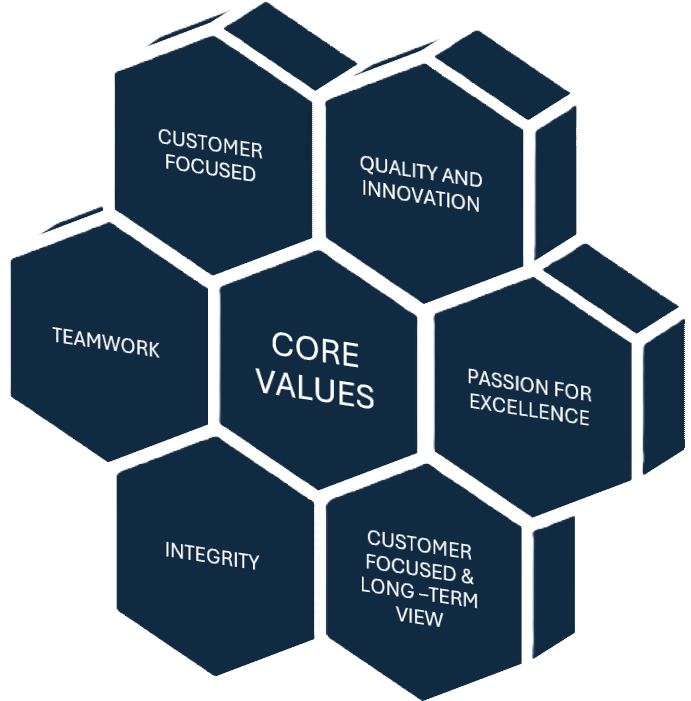 CUSTOMER
FOCUSED
QUALITY AND
INNOVATION
TEAMWORK
CORE
VALUES
PASSION FOR
EXCELLENCE
INTEGRITY
CUSTOMER
FOCUSED &
LONG –TERM
VIEW